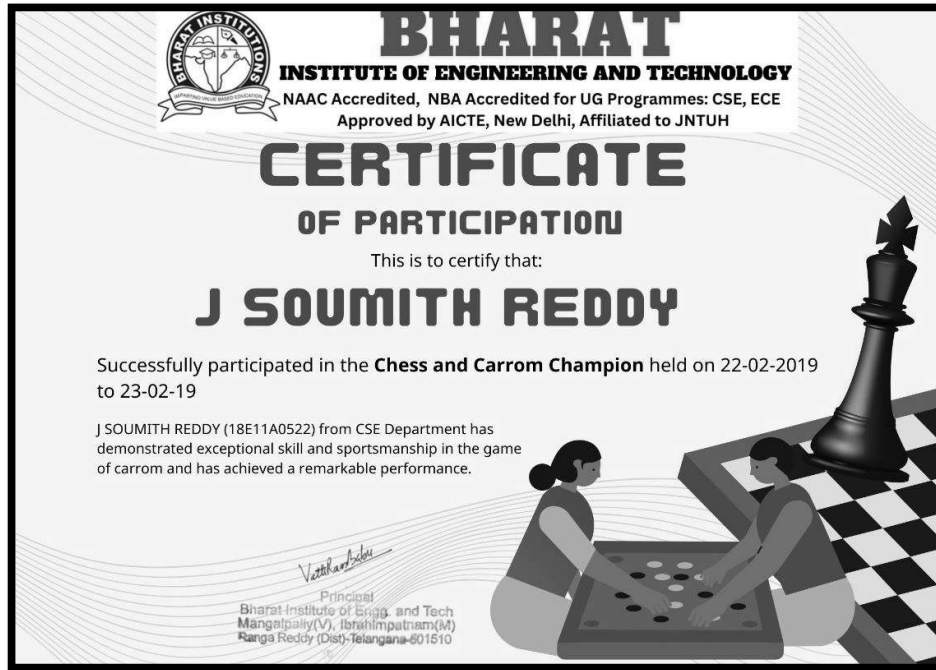 BHARAT INSTITUTIONS
IMPARTING VALUE BASED EDUCATION
BHARAT
INSTITUTE OF ENGINEERING AND TECHNOLOGY
NAAC Accredited, NBA Accredited for UG Programmes: CSE, ECE
Approved by AICTE, New Delhi, Affiliated to JNTUH
CERTIFICATE
OF PARTICIPATION
This is to certify that:
J SOUMITH REDDY
Successfully participated in the Chess and Carrom Champion held on 22-02-2019
to 23-02-19
J SOUMITH REDDY (18E11A0522) from CSE Department has
demonstrated exceptional skill and sportsmanship in the game
of carrom and has achieved a remarkable performance.
Principal
Bharat Institute of Engg. and Tech
Mangalpally(V), Ibrahimpatnam(M)
Ranga Reddy (Dist)-Telangana-501510